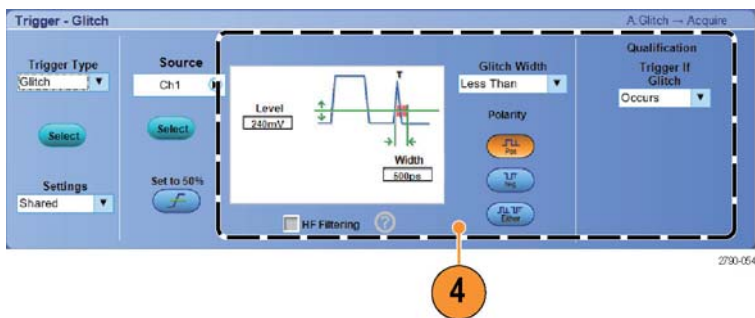 Trigger - Glitch
A: Glitch → Acquire
Trigger Type
Glitch
Select
Settings
Shared
Source
Ch1
Select
Set to 50%
Level
240mV
T
Width
500ps
HF Filtering
?
Glitch Width
Less Than
Polarity
Pos
Neg
Either
Qualification
Trigger If
Glitch
Occurs
2790-054
4